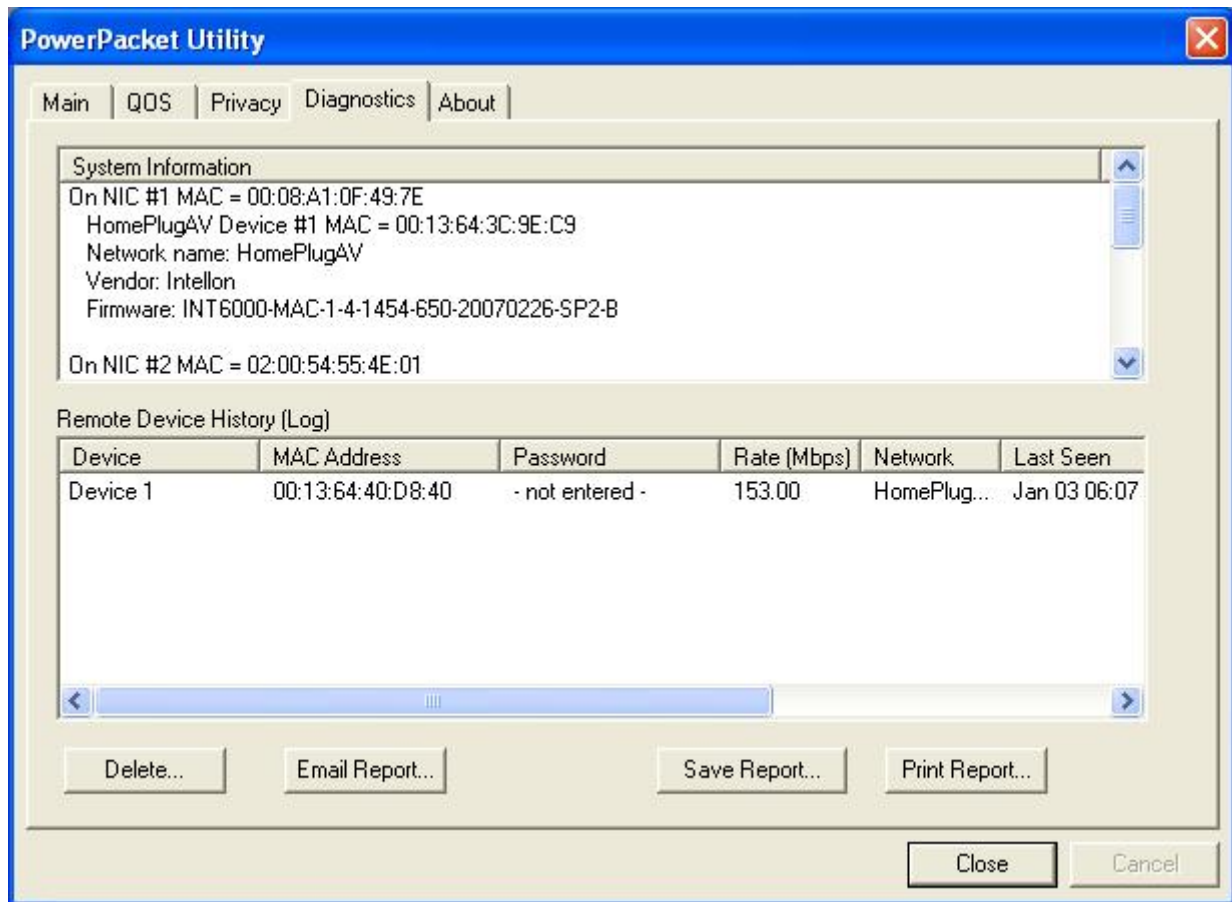 PowerPacket Utility
Main QOS Privacy Diagnostics About
System Information
On NIC #1 MAC = 00:08:A1:0F:49:7E
HomePlugAV Device #1 MAC = 00:13:64:3C:9E:C9
Network name: HomePlugAV
Vendor: Intellon
Firmware: INT6000-MAC-1-4-1454-650-20070226-SP2-B
On NIC #2 MAC = 02:00:54:55:4E:01
Remote Device History (Log)
Device MAC Address Password Rate (Mbps) Network Last Seen
Device 1 00:13:64:40:D8:40 - not entered - 153.00 HomePlug... Jan 03 06:07
Delete... Email Report... Save Report... Print Report...
Close Cancel